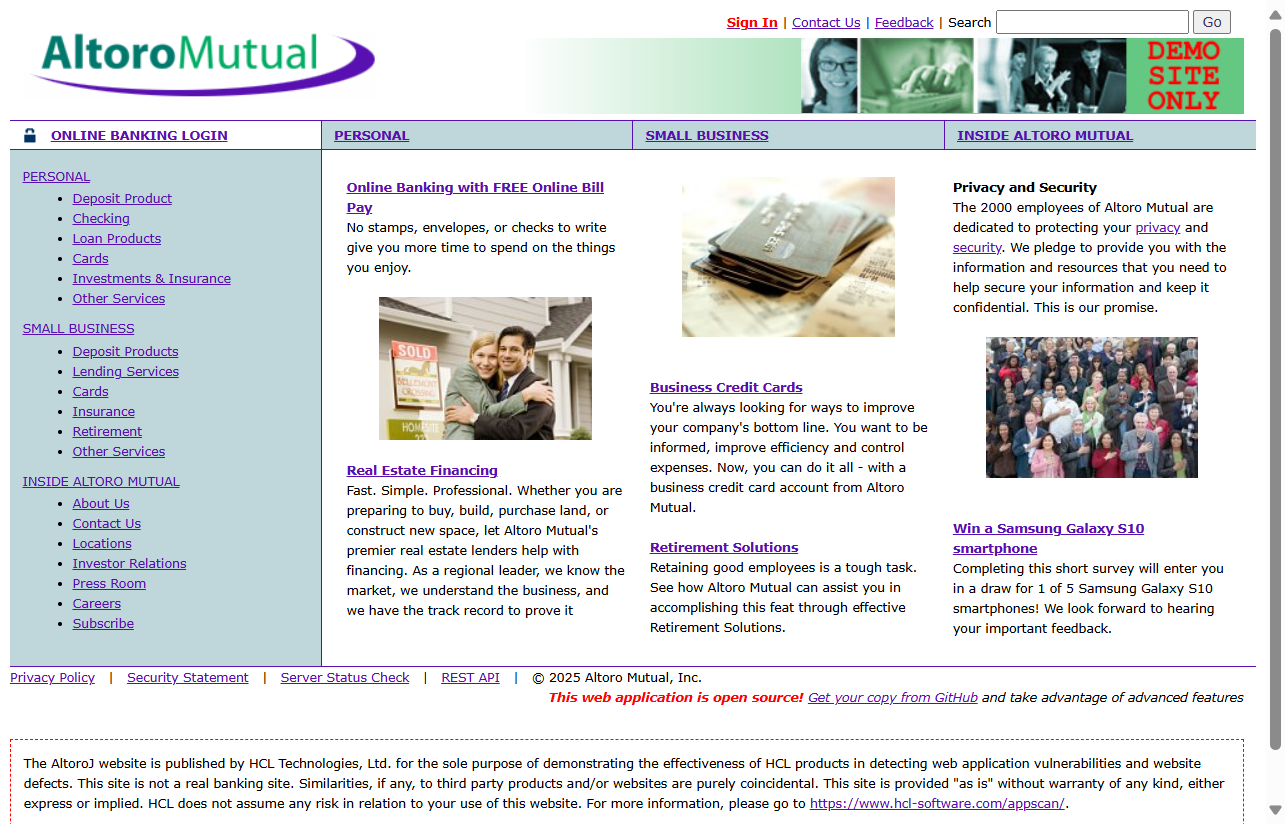 Sign In | Contact Us | Feedback | Search Go
AltoroMutual
DEMO
SITE
ONLY
ONLINE BANKING LOGIN
PERSONAL
SMALL BUSINESS
INSIDE ALTORO MUTUAL
PERSONAL
Deposit Product
Checking
Loan Products
Cards
Investments & Insurance
Other Services
SMALL BUSINESS
Deposit Products
Lending Services
Cards
Insurance
Retirement
Other Services
INSIDE ALTORO MUTUAL
About Us
Contact Us
Locations
Investor Relations
Press Room
Careers
Subscribe
Online Banking with FREE Online Bill
Pay
No stamps, envelopes, or checks to write
give you more time to spend on the things
you enjoy.
SOLD
HOMESITE
Real Estate Financing
Fast. Simple. Professional. Whether you are
preparing to buy, build, purchase land, or
construct new space, let Altoro Mutual's
premier real estate lenders help with
financing. As a regional leader, we know the
market, we understand the business, and
we have the track record to prove it
Business Credit Cards
You're always looking for ways to improve
your company's bottom line. You want to be
informed, improve efficiency and control
expenses. Now, you can do it all - with a
business credit card account from Altoro
Mutual.
Retirement Solutions
Retaining good employees is a tough task.
See how Altoro Mutual can assist you in
accomplishing this feat through effective
Retirement Solutions.
Privacy and Security
The 2000 employees of Altoro Mutual are
dedicated to protecting your privacy and
security. We pledge to provide you with the
information and resources that you need to
help secure your information and keep it
confidential. This is our promise.
Win a Samsung Galaxy S10
smartphone
Completing this short survey will enter you
in a draw for 1 of 5 Samsung Galaxy S10
smartphones! We look forward to hearing
your important feedback.
Privacy Policy | Security Statement | Server Status Check | REST API | © 2025 Altoro Mutual, Inc.
This web application is open source! Get your copy from GitHub and take advantage of advanced features
The AltoroJ website is published by HCL Technologies, Ltd. for the sole purpose of demonstrating the effectiveness of HCL products in detecting web application vulnerabilities and website
defects. This site is not a real banking site. Similarities, if any, to third party products and/or websites are purely coincidental. This site is provided "as is" without warranty of any kind, either
express or implied. HCL does not assume any risk in relation to your use of this website. For more information, please go to https://www.hcl-software.com/appscan/.